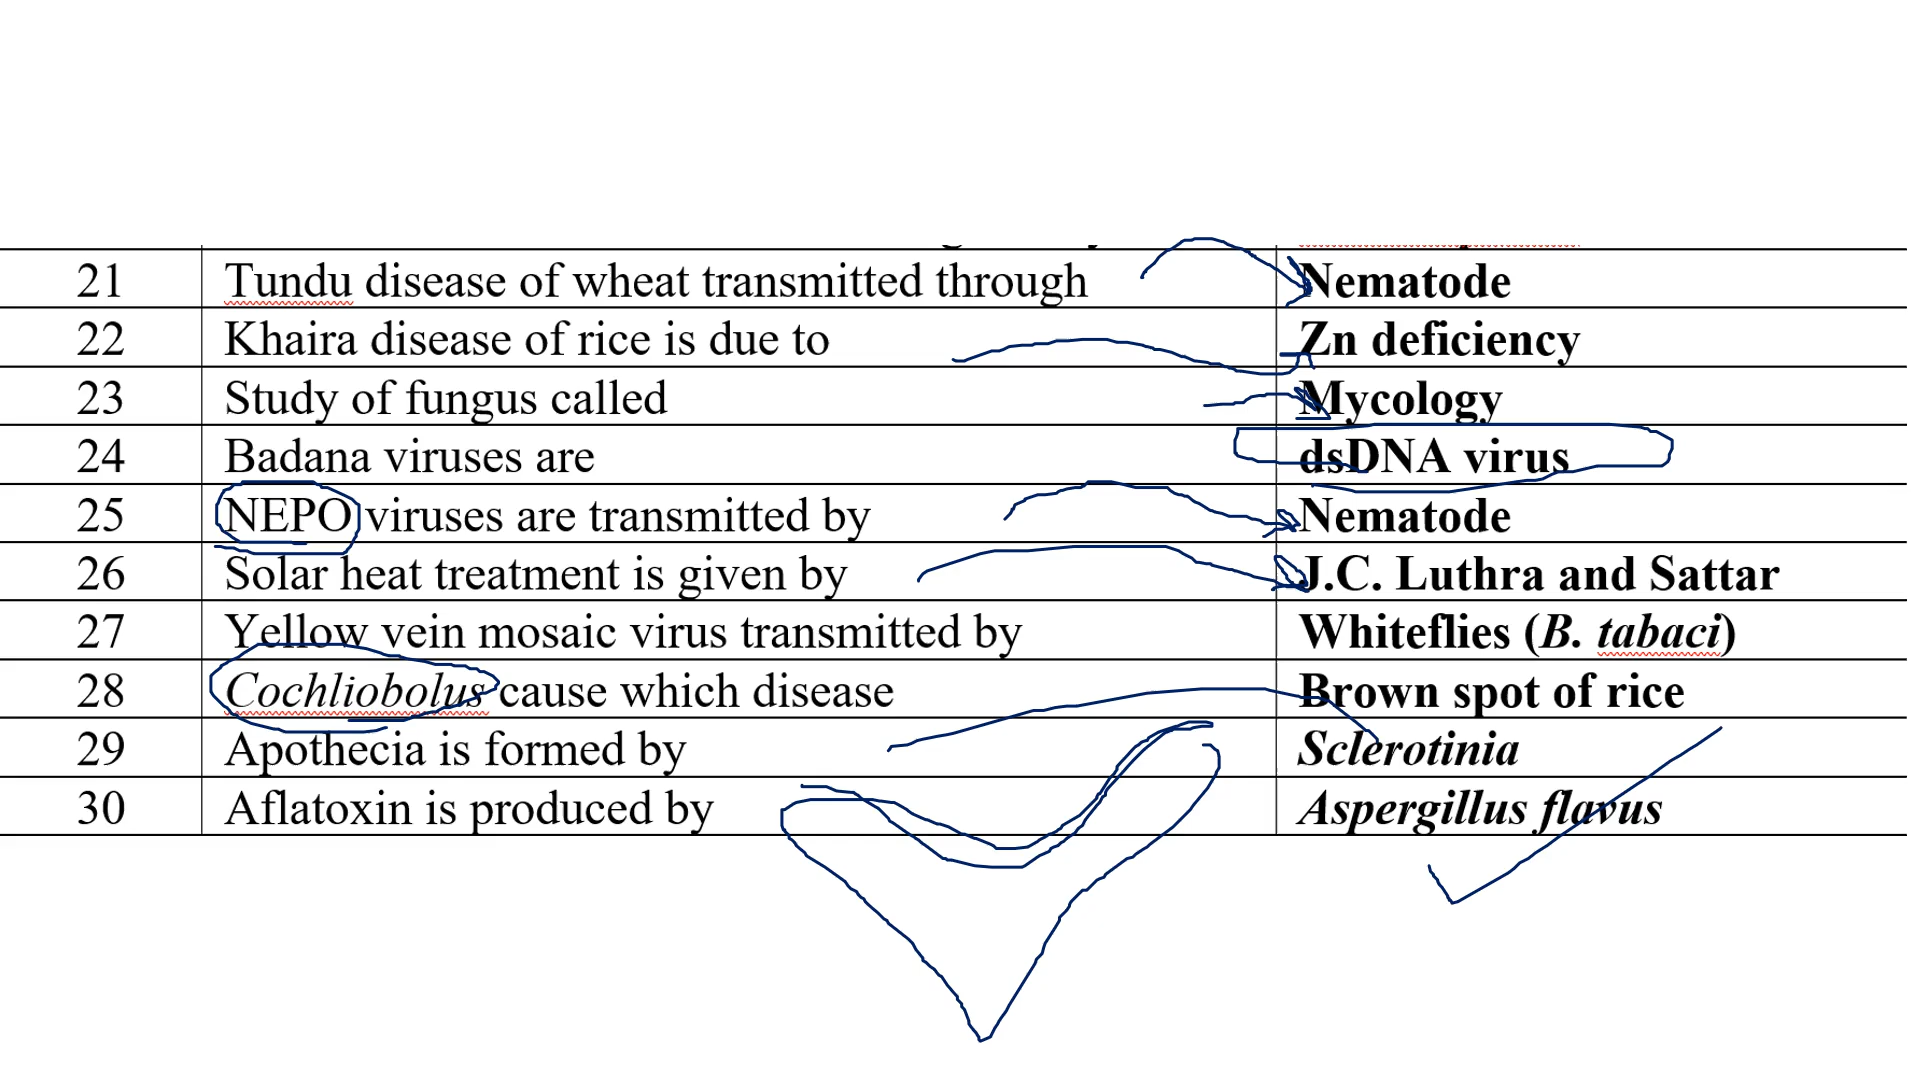 21 Tundu disease of wheat transmitted through Nematode
22 Khaira disease of rice is due to Zn deficiency
23 Study of fungus called Mycology
24 Badana viruses are dsDNA virus
25 NEPO viruses are transmitted by Nematode
26 Solar heat treatment is given by J.C. Luthra and Sattar
27 Yellow vein mosaic virus transmitted by Whiteflies (B. tabaci)
28 Cochliobolus cause which disease Brown spot of rice
29 Apothecia is formed by Sclerotinia
30 Aflatoxin is produced by Aspergillus flavus